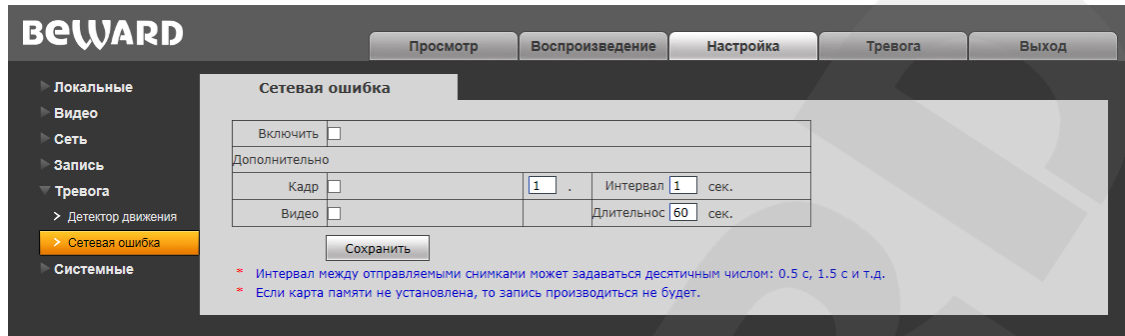 BEWARD
Просмотр Воспроизведение Настройка Тревога Выход
Локальные
Видео
Сеть
Запись
Тревога
Детектор движения
Сетевая ошибка
Системные
Сетевая ошибка
Включить
Дополнительно
Кадр 1 . Интервал 1 сек.
Видео Длительнос 60 сек.
Сохранить
* Интервал между отправляемыми снимками может задаваться десятичным числом: 0.5 с, 1.5 с и т.д.
* Если карта памяти не установлена, то запись производиться не будет.